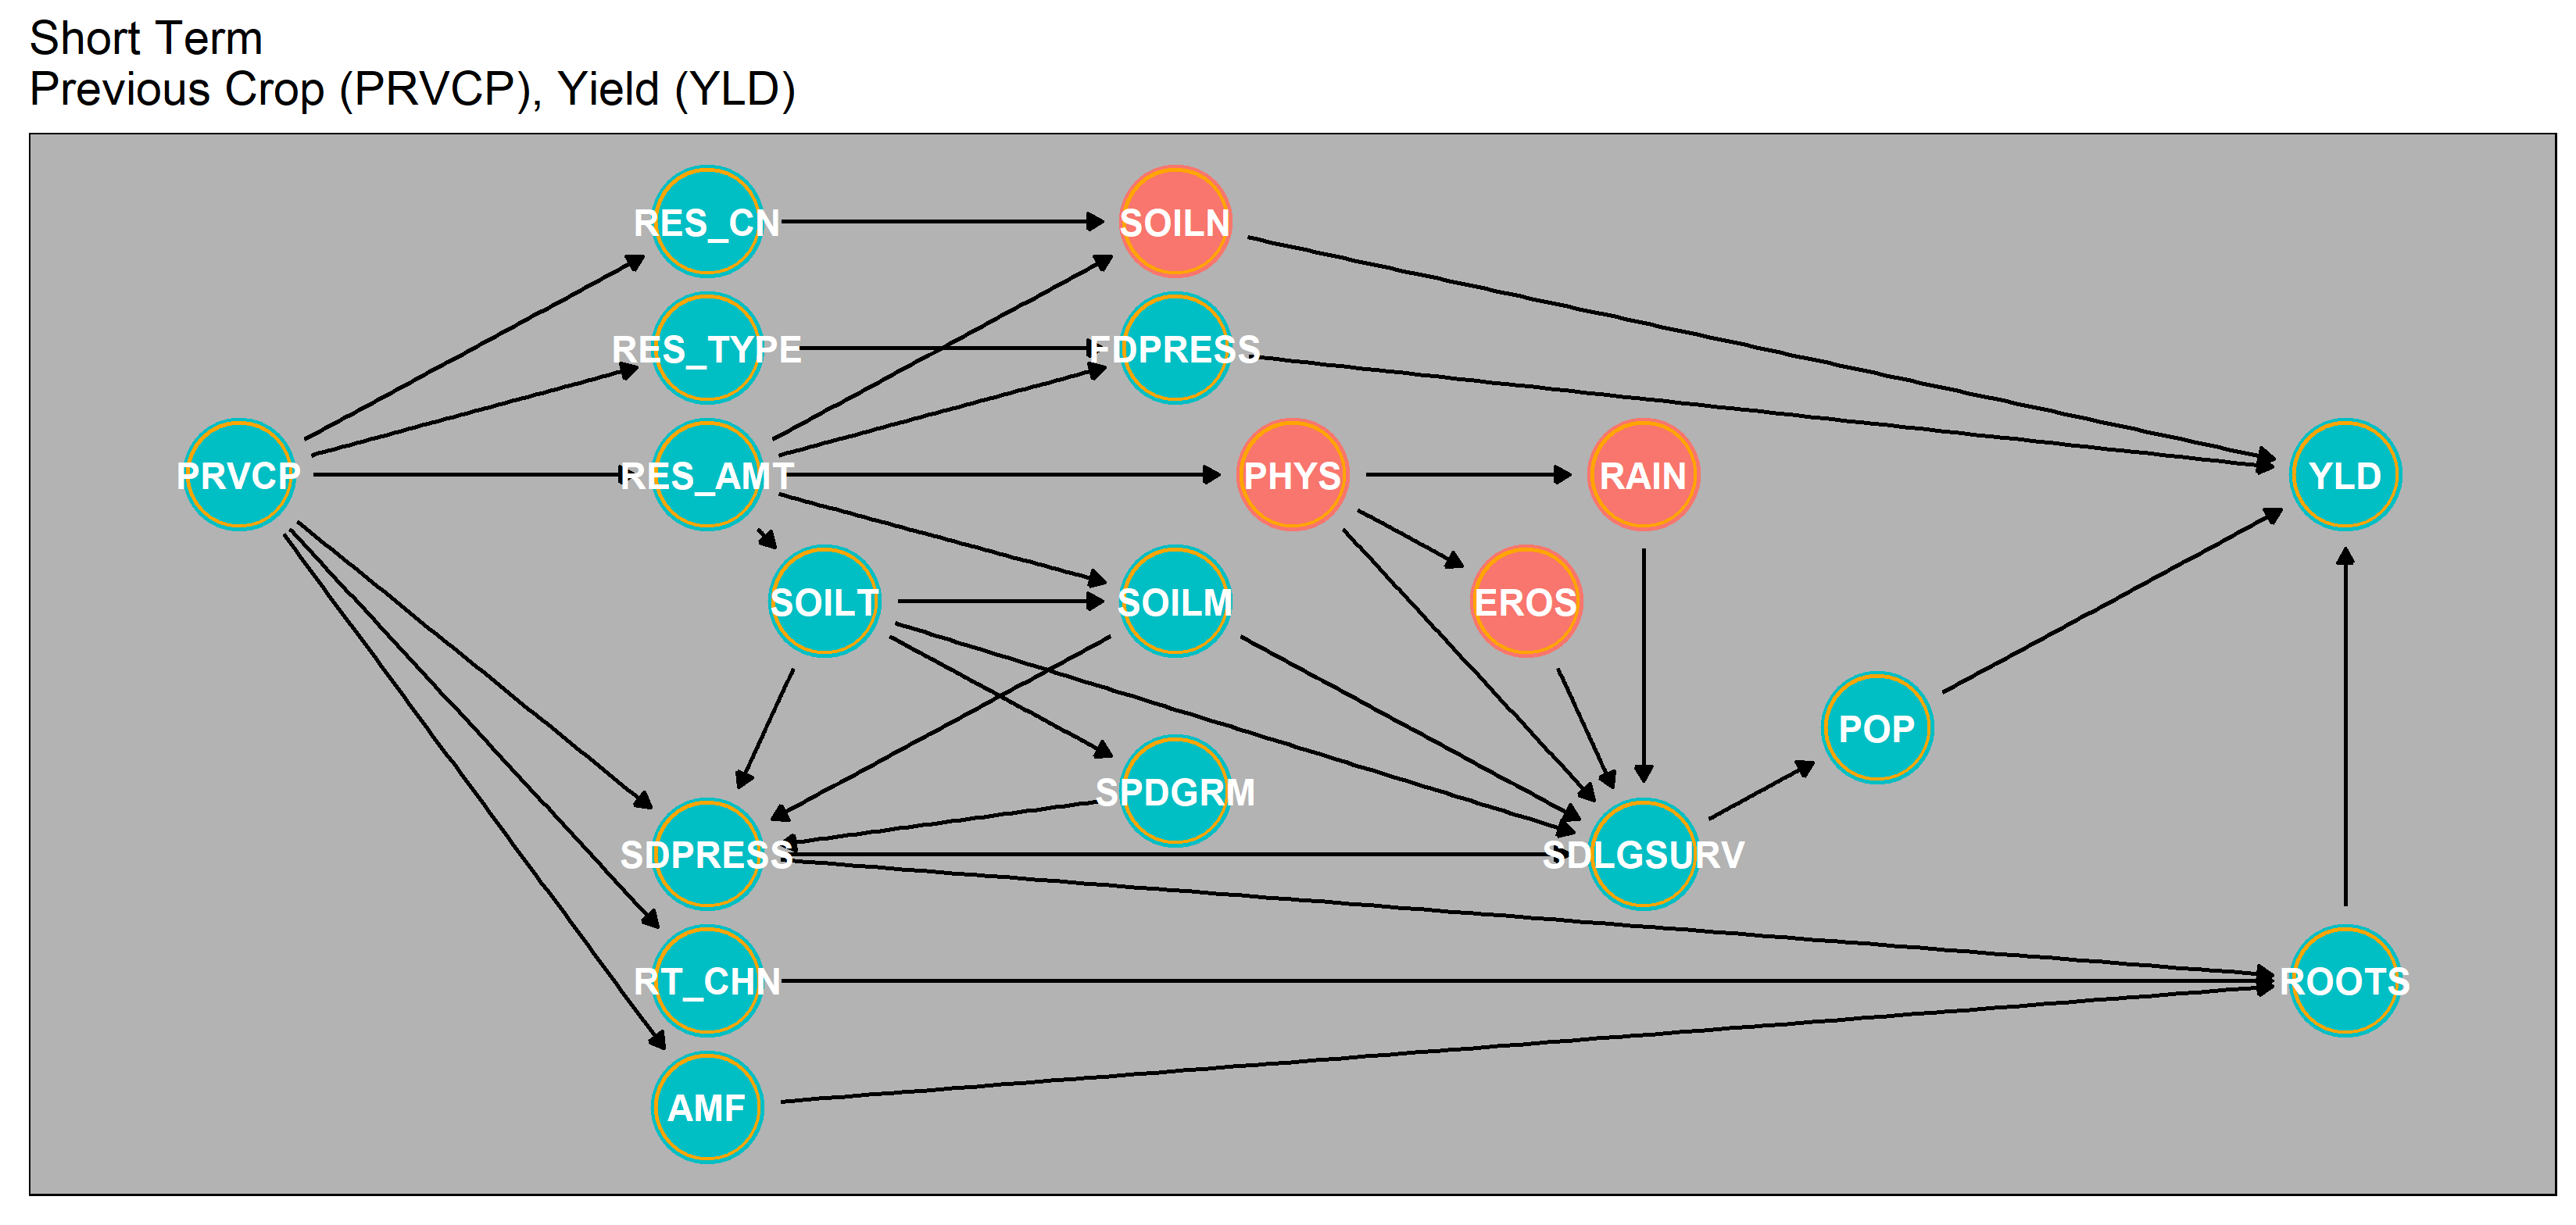 Short Term
Previous Crop (PRVCP), Yield (YLD)
RES_CN
SOILN
RES_TYPE
FDPRESS
PRVCP
RES_AMT
PHYS
RAIN
YLD
SOILT
SOILM
EROS
POP
SPDGRM
SDPRESS
SDLGSURV
RT_CHN
ROOTS
AMF